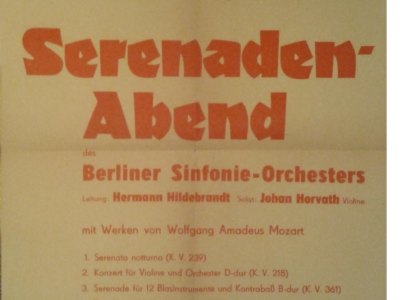 Serenaden-
Abend
des
Berliner Sinfonie-Orchesters
Leitung: Hermann Hildebrandt Solist: Johan Horvath Violine
mit Werken von Wolfgang Amadeus Mozart
1. Serenata notturna (K. V. 239)
2. Konzert für Violine und Orchester D-dur (K. V. 218)
3. Serenade für 12 Blasinstrumente und Kontrabaß B-dur (K. V. 361)